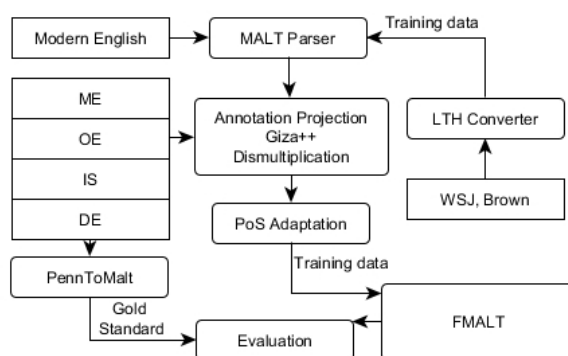 Training data
Modern English
MALT Parser
ME
OE
IS
DE
Annotation Projection
Giza++
Dismultiplication
LTH Converter
WSJ, Brown
PoS Adaptation
PennToMalt
Training data
Gold
Standard
Evaluation
FMALT